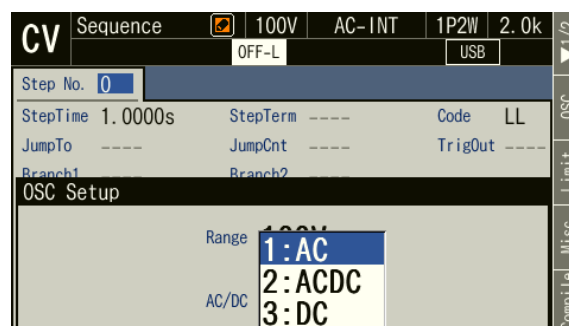 CV Sequence 100V AC-INT 1P2W 2.0k
OFF-L USB
Step No. 0
StepTime 1.0000s StepTerm ---- Code LL
JumpTo ---- JumpCnt ---- TrigOut ----
Branch1 Branch2
OSC Setup
Range 100V
1:AC
2:ACDC
AC/DC
3:DC
▼1/2
OSC
Limit
Misc
Compile